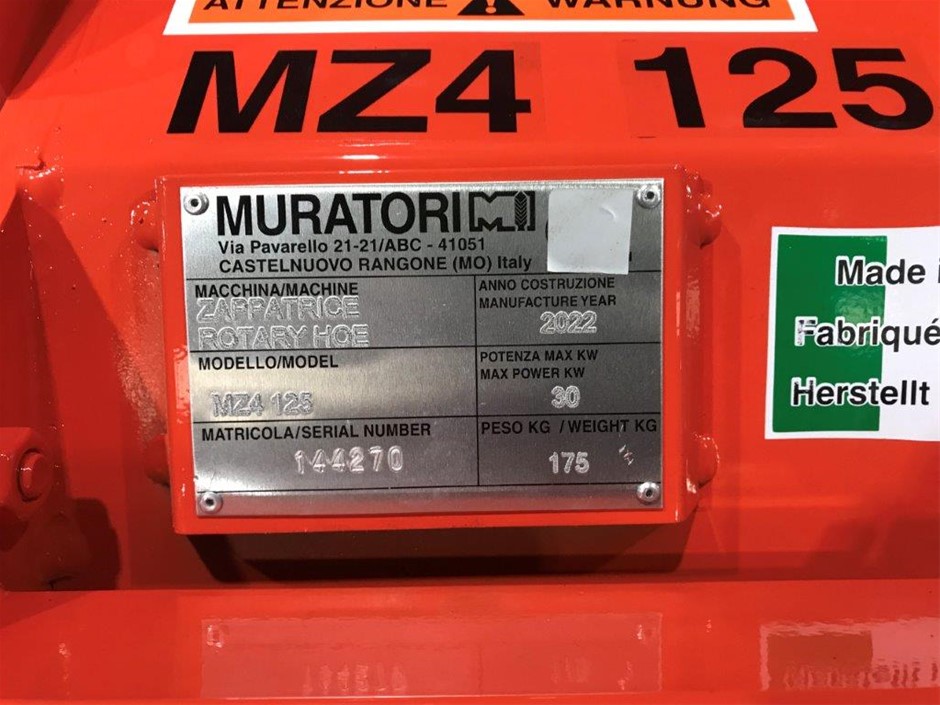 ATTENZIONE WARNUNG
MZ4 125
MURATORI
Via Pavarello 21-21/ABC - 41051
CASTELNUOVO RANGONE (MO) Italy
MACCHINA/MACHINE
ZAPPATRICE
ROTARY HOE
ANNO COSTRUZIONE
MANUFACTURE YEAR
2022
MODELLO/MODEL
MZ4 125
POTENZA MAX KW
MAX POWER KW
30
MATRICOLA/SERIAL NUMBER
144270
PESO KG / WEIGHT KG
175
Made i
Fabriqué
Herstellt